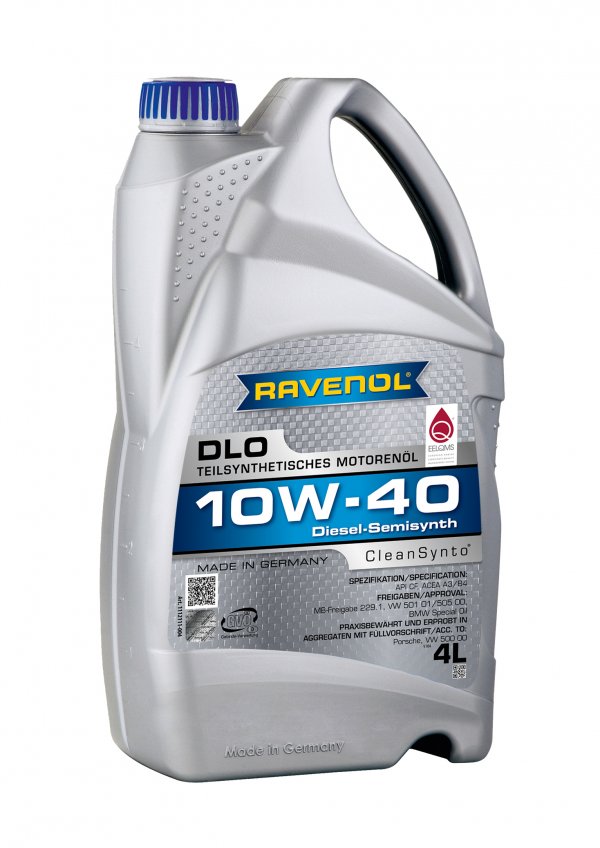 RAVENOL®
EELQMS
DLO
TEILSYNTHETISCHES MOTORENÖL
10W-40
Diesel-Semisynth
CleanSynto®
MADE IN GERMANY
SPEZIFIKATION/SPECIFICATION:
API CF, ACEA A3/B4
FREIGABEN/APPROVAL:
MB-Freigabe 229.1, VW 501 01/505 00,
BMW Special Oil
PRAXISBEWÄHRT UND ERPROBT IN
AGGREGATEN MIT FÜLLVORSCHRIFT/ACC. TO:
Porsche, VW 500 00
4L
Made in Germany